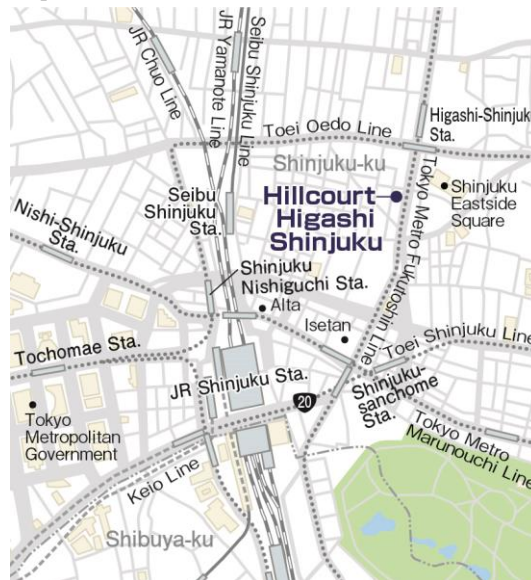 JR Chuo Line
JR Yamanote Line
Seibu Shinjuku Line
Higashi-Shinjuk
Sta.
Toei Oedo Line
Shinjuku-ku
Seibu
Shinjuku
Sta.
Hillcourt
Higashi
Shinjuku
Shinjuku
Eastside
Square
Tokyo Metro Fukutoshin Line
Nishi-Shinjuku
Sta.
Shinjuku
Nishiguchi Sta.
Alta
Isetan
Toei Shinjuku Line
Tochomae Sta.
JR Shinjuku Sta.
20
Shinjuku-
sanchome
Sta.
Tokyo
Metropolitan
Government
Tokyo Metro
Marunouchi Line
Keio Line
Shibuya-ku